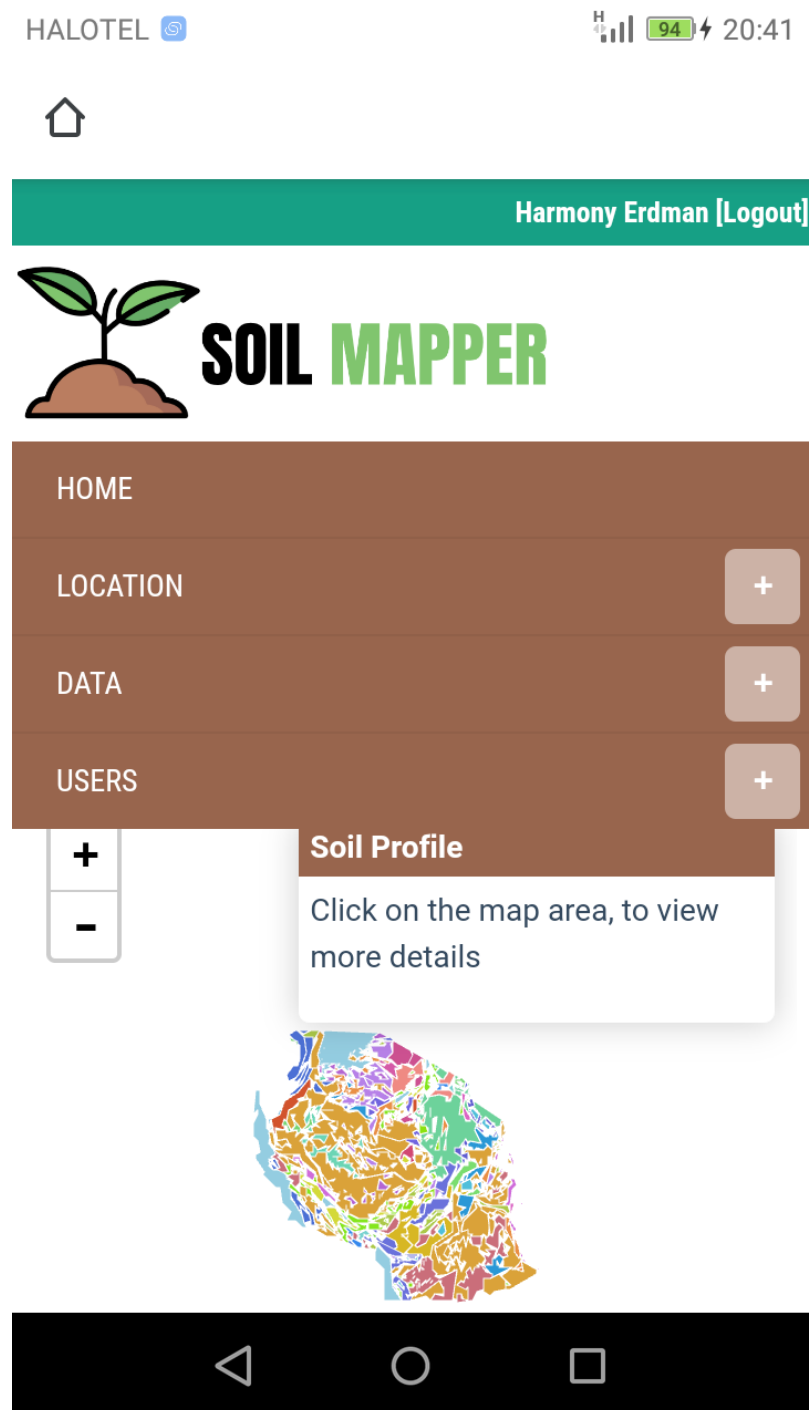 HALOTEL
H 94 20:41
Harmony Erdman [Logout]
SOIL MAPPER
HOME
LOCATION +
DATA +
USERS +
+
-
Soil Profile
Click on the map area, to view
more details